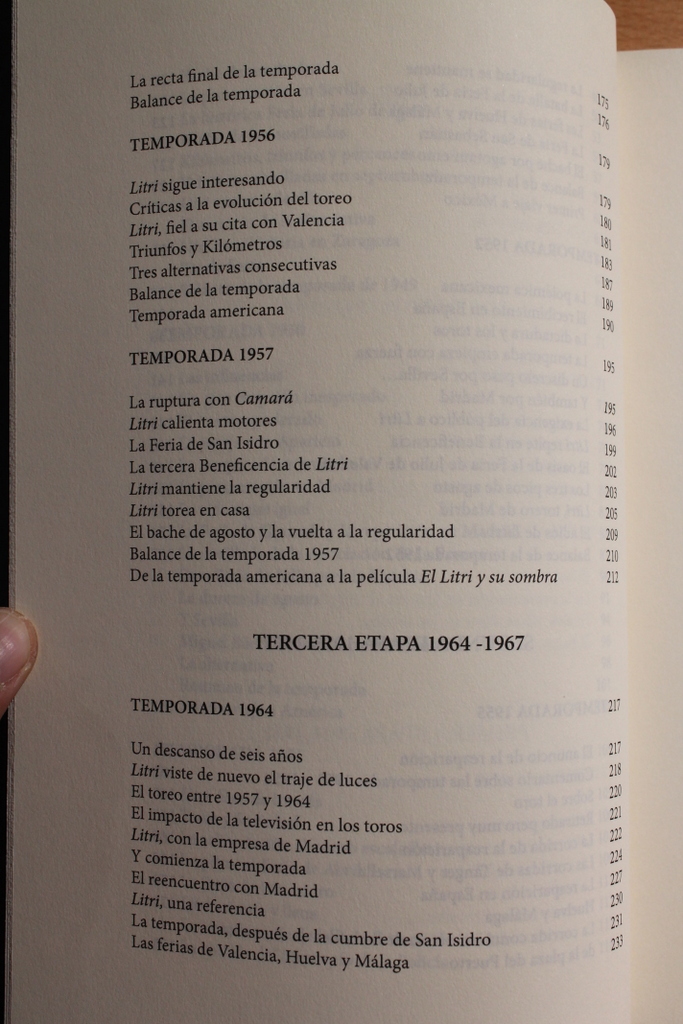 La recta final de la temporada 175
Balance de la temporada 176
TEMPORADA 1956 179
Litri sigue interesando 179
Críticas a la evolución del toreo 180
Litri, fiel a su cita con Valencia 181
Triunfos y Kilómetros 183
Tres alternativas consecutivas 187
Balance de la temporada 189
Temporada americana 190
TEMPORADA 1957 195
La ruptura con Camará 195
Litri calienta motores 196
La Feria de San Isidro 199
La tercera Beneficencia de Litri 202
Litri mantiene la regularidad 203
Litri torea en casa 205
El bache de agosto y la vuelta a la regularidad 209
Balance de la temporada 1957 210
De la temporada americana a la película El Litri y su sombra 212
TERCERA ETAPA 1964 -1967
TEMPORADA 1964 217
Un descanso de seis años 217
Litri viste de nuevo el traje de luces 218
El toreo entre 1957 y 1964 220
El impacto de la televisión en los toros 221
Litri, con la empresa de Madrid 222
Y comienza la temporada 224
El reencuentro con Madrid 227
Litri, una referencia 230
La temporada, después de la cumbre de San Isidro 231
Las ferias de Valencia, Huelva y Málaga 233